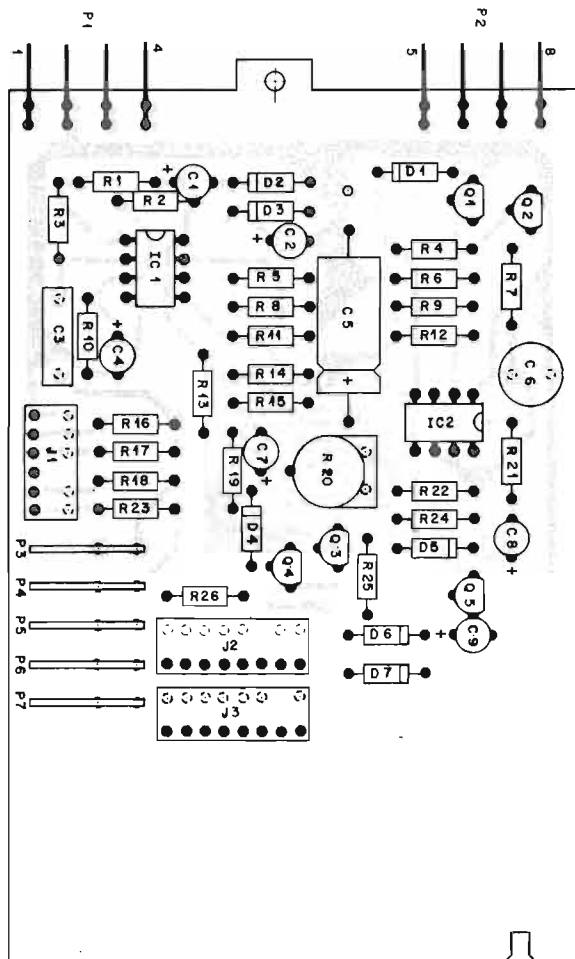 P1
P2
1
4
5
8
R1
C1
D2
D1
R2
Q1
Q2
R3
D3
C2
IC 1
R4
R5
R6
R7
C3
R10
R8
C5
R9
C4
R11
R12
C6
R13
R14
R15
IC2
J1
R16
R17
C7
R20
R21
R18
R19
R22
R23
D4
R24
C8
P3
Q3
D5
P4
Q4
R25
R26
Q5
P5
J2
D6
C9
P6
D7
P7
J3
+
+
+
+
+
+
+